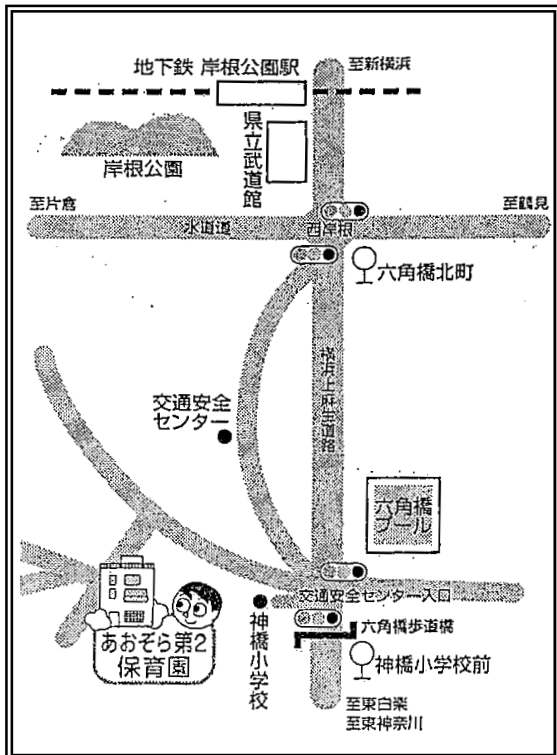 地下鉄 岸根公園駅
至新横浜
県立武道館
岸根公園
至片倉
至鶴見
水道道
西岸根
六角橋北町
横浜上麻生道路
交通安全
センター
六角橋
プール
交通安全センター入口
神橋小学校
六角橋歩道橋
あおぞら第2
保育園
神橋小学校前
至東白楽
至東神奈川